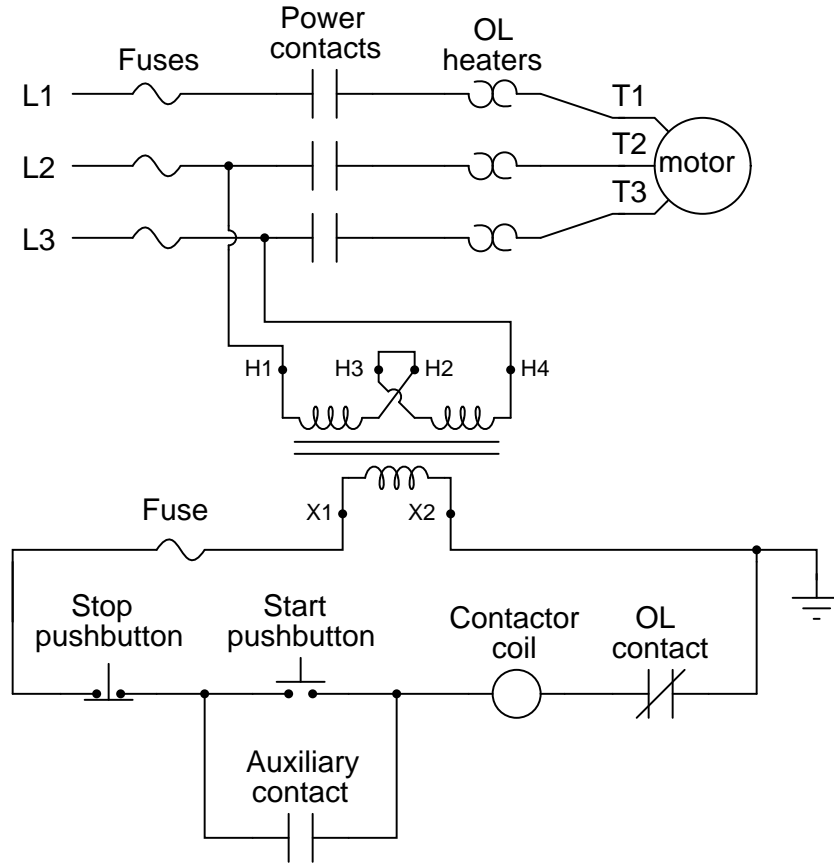 Power
contacts
OL
heaters
Fuses
L1
T1
L2
T2
motor
L3
T3
H1
H3
H2
H4
X1
X2
Fuse
Stop
pushbutton
Start
pushbutton
Contactor
coil
OL
contact
Auxiliary
contact